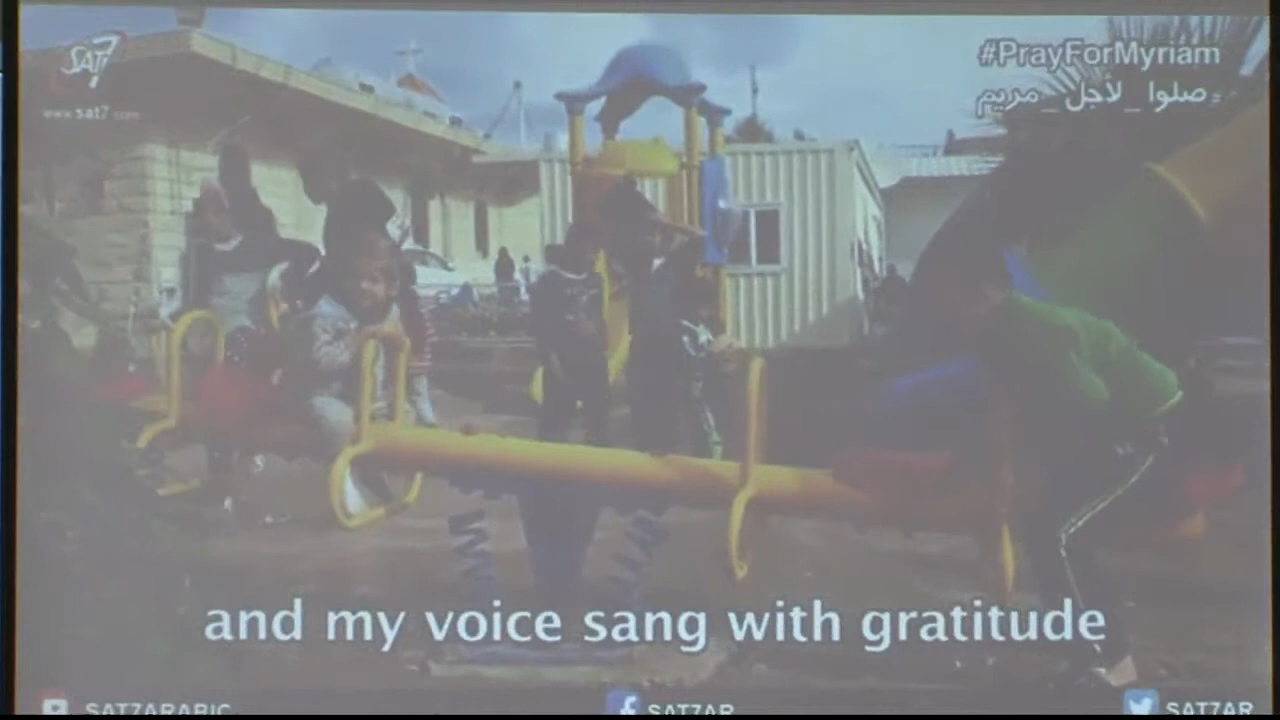 SAT7
www.sat7.com
#PrayForMyriam
#صلوا_لأجل_مريم
and my voice sang with gratitude
SAT7ARABIC
SAT7AR
SAT7AR